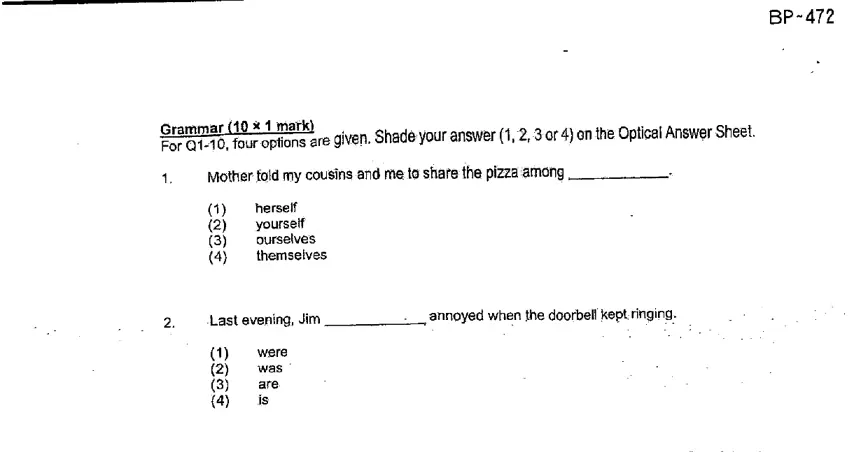 BP-472
Grammar (10 x 1 mark)
For Q1-10, four options are given. Shade your answer (1, 2, 3 or 4) on the Optical Answer Sheet.
1. Mother told my cousins and me to share the pizza among ____________.
(1) herself
(2) yourself
(3) ourselves
(4) themselves
2. Last evening, Jim ____________ annoyed when the doorbell kept ringing.
(1) were
(2) was
(3) are
(4) is